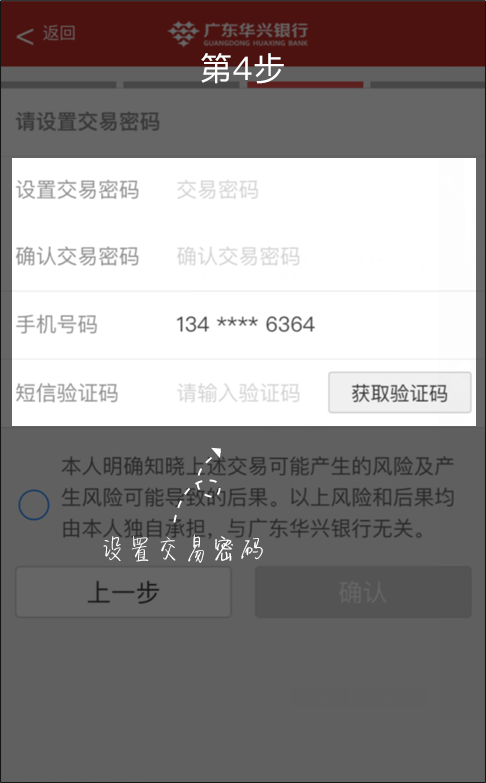 < 返回
广东华兴银行
GUANGDONG HUAXING BANK
第4步
请设置交易密码
设置交易密码 交易密码
确认交易密码 确认交易密码
手机号码 134 **** 6364
短信验证码 请输入验证码 获取验证码
本人明确知晓上述交易可能产生的风险及产
生风险可能导致的后果。以上风险和后果均
由本人独自承担，与广东华兴银行无关。
设置交易密码
上一步 确认